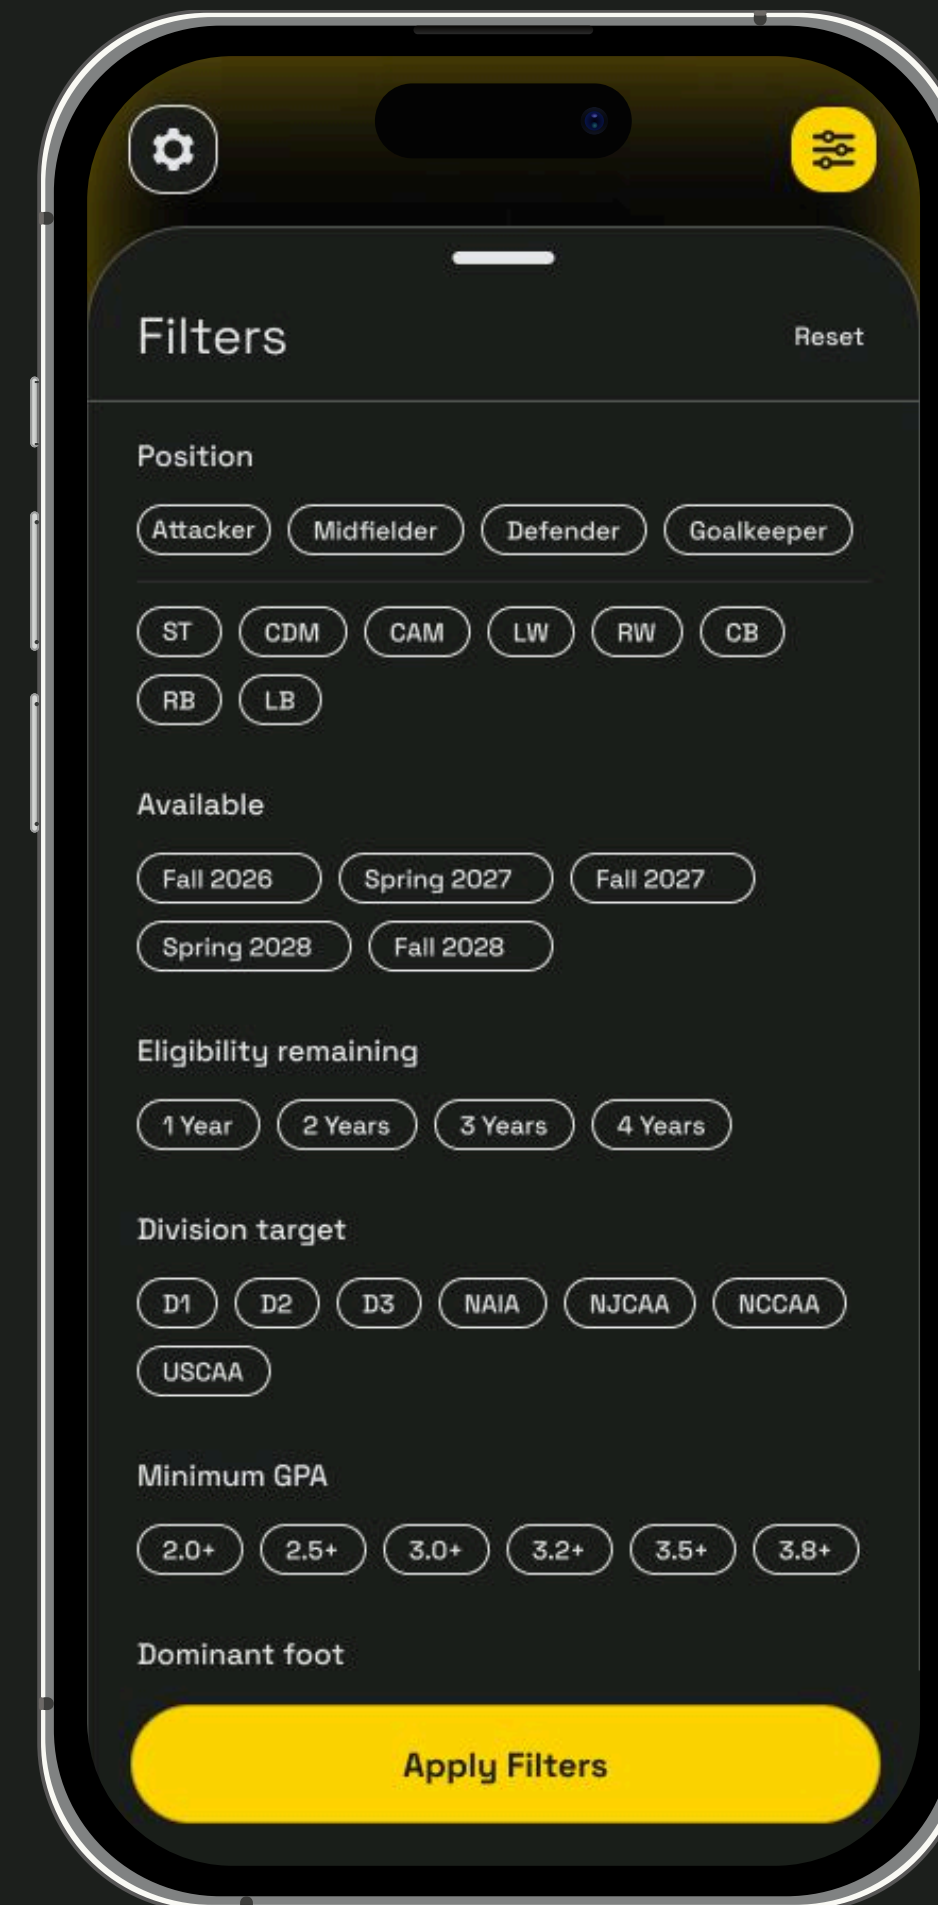 Filters Reset
Position
Attacker Midfielder Defender Goalkeeper
ST CDM CAM LW RW CB
RB LB
Available
Fall 2026 Spring 2027 Fall 2027
Spring 2028 Fall 2028
Eligibility remaining
1 Year 2 Years 3 Years 4 Years
Division target
D1 D2 D3 NAIA NJCAA NCCAA
USCAA
Minimum GPA
2.0+ 2.5+ 3.0+ 3.2+ 3.5+ 3.8+
Dominant foot
Apply Filters